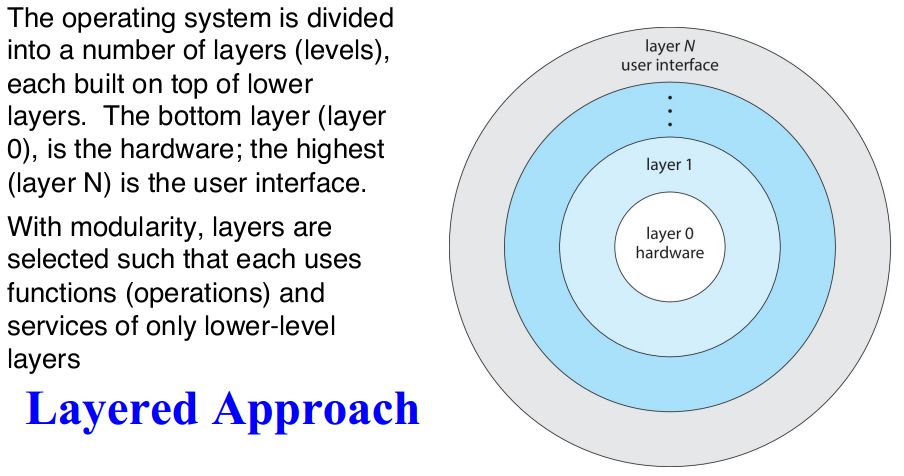 The operating system is divided
into a number of layers (levels),
each built on top of lower
layers.  The bottom layer (layer
0), is the hardware; the highest
(layer N) is the user interface.
With modularity, layers are
selected such that each uses
functions (operations) and
services of only lower-level
layers
Layered Approach
layer N
user interface
layer 1
layer 0
hardware